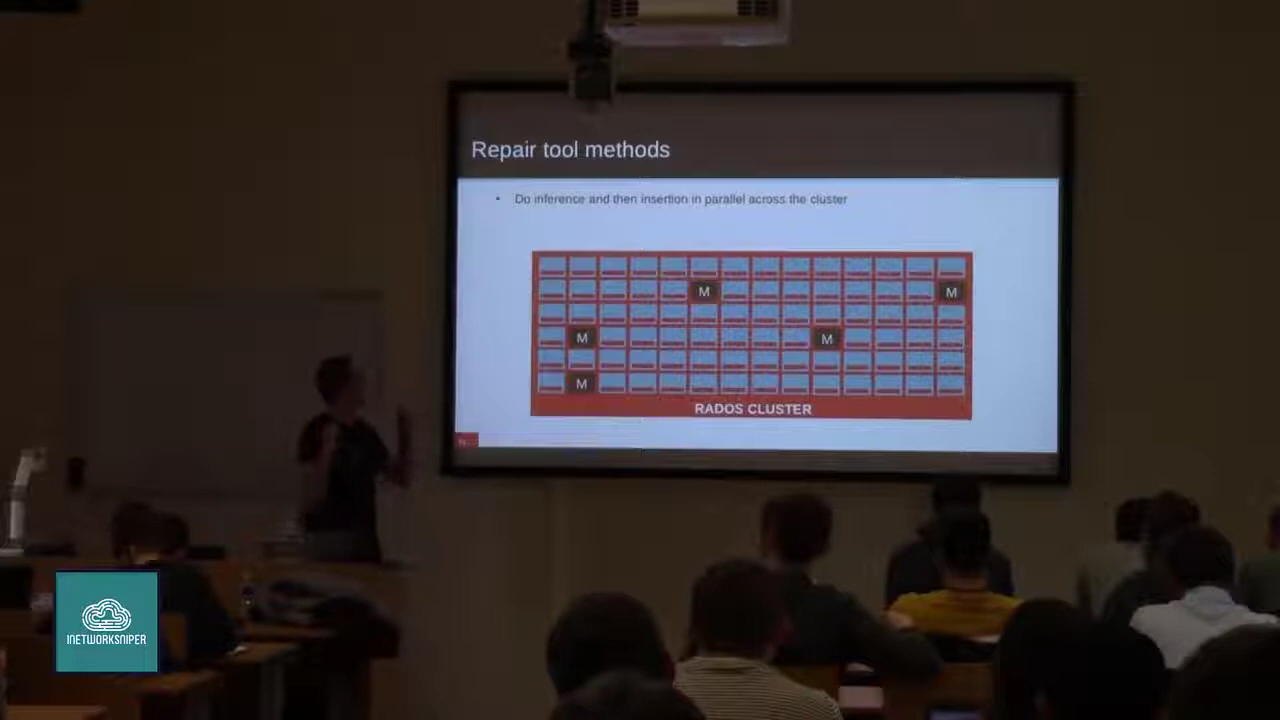 Repair tool methods
• Do inference and then insertion in parallel across the cluster
M
M
M
M
M
RADOS CLUSTER
INETWORKSNIPER